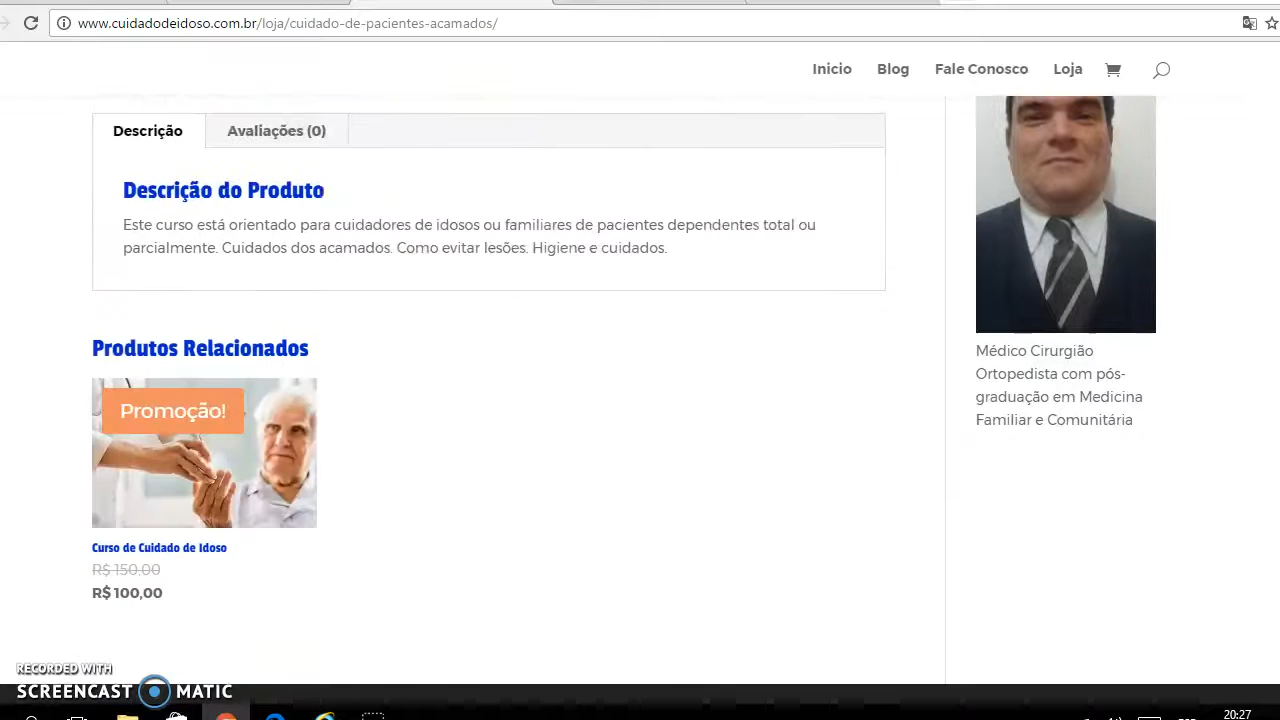 www.cuidadodeidoso.com.br/loja/cuidado-de-pacientes-acamados/
Inicio Blog Fale Conosco Loja
Descrição Avaliações (0)
Descrição do Produto
Este curso está orientado para cuidadores de idosos ou familiares de pacientes dependentes total ou
parcialmente. Cuidados dos acamados. Como evitar lesões. Higiene e cuidados.
Produtos Relacionados
Promoção!
Curso de Cuidado de Idoso
R$ 150,00
R$ 100,00
Médico Cirurgião
Ortopedista com pós-
graduação em Medicina
Familiar e Comunitária
RECORDED WITH
SCREENCAST MATIC
20:27